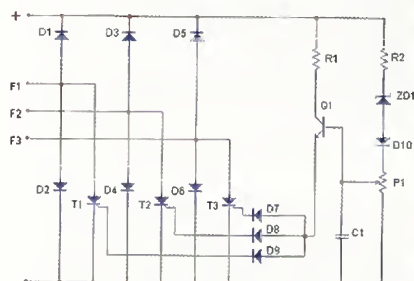 +
D1
D3
D5
R1
R2
F1
F2
F3
Q1
ZD1
D10
P1
D2
T1
D4
T2
D6
T3
D7
D8
D9
C1